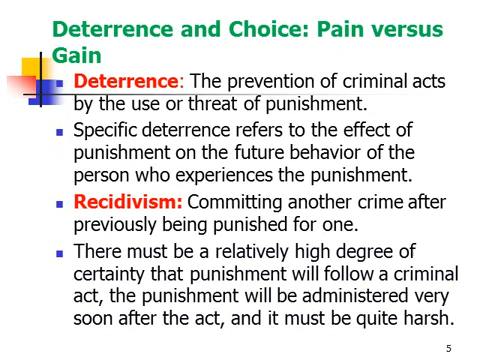 Deterrence and Choice: Pain versus
Gain
Deterrence: The prevention of criminal acts
by the use or threat of punishment.
Specific deterrence refers to the effect of
punishment on the future behavior of the
person who experiences the punishment.
Recidivism: Committing another crime after
previously being punished for one.
There must be a relatively high degree of
certainty that punishment will follow a criminal
act, the punishment will be administered very
soon after the act, and it must be quite harsh.
5